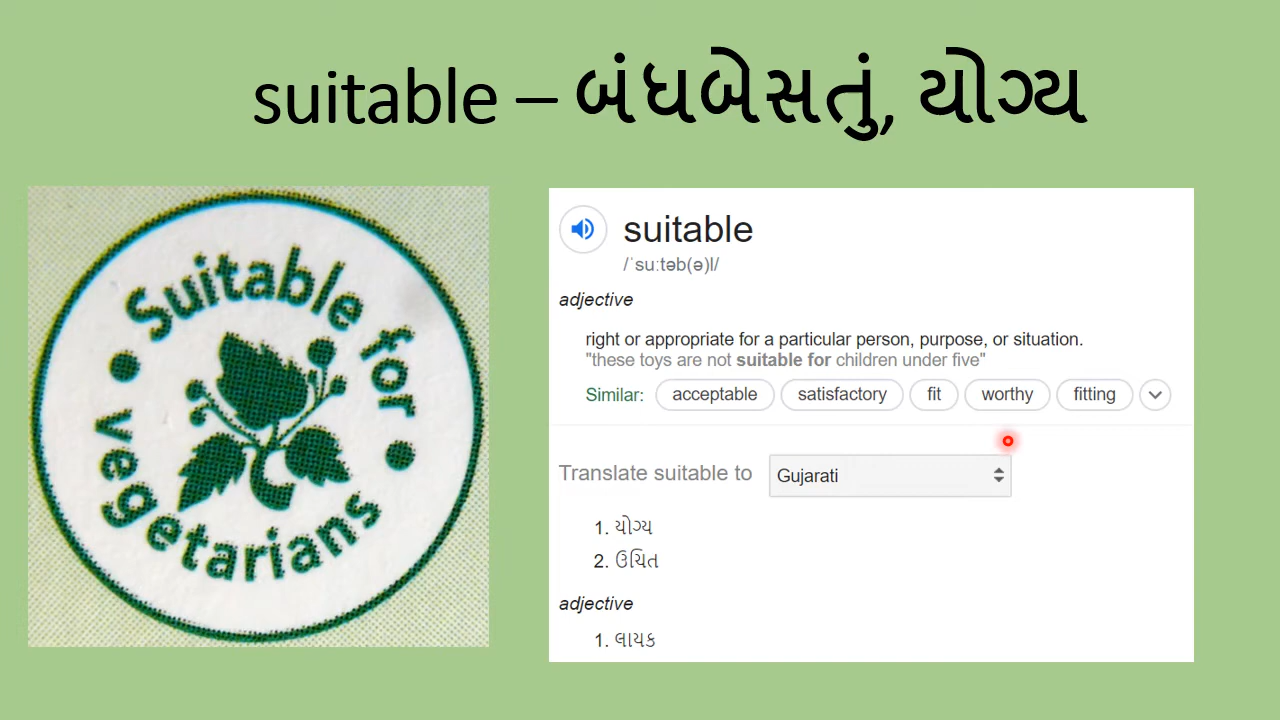 suitable – બંધબેસતું, યોગ્ય
Suitable for
vegetarians
suitable
/ˈsuːtəb(ə)l/
adjective
right or appropriate for a particular person, purpose, or situation.
"these toys are not suitable for children under five"
Similar: acceptable satisfactory fit worthy fitting
Translate suitable to Gujarati
1. યોગ્ય
2. ઉચિત
adjective
1. લાયક